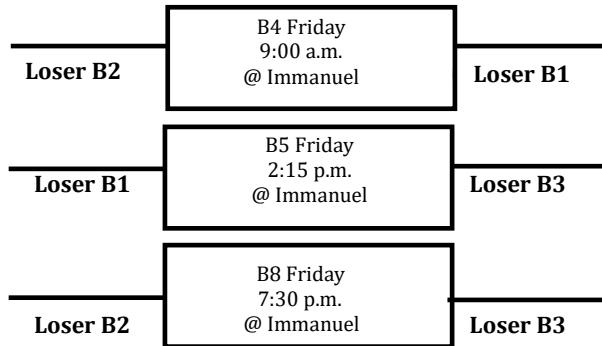 B4 Friday
9:00 a.m.
@ Immanuel
Loser B2
Loser B1
B5 Friday
2:15 p.m.
@ Immanuel
Loser B1
Loser B3
B8 Friday
7:30 p.m.
@ Immanuel
Loser B2
Loser B3